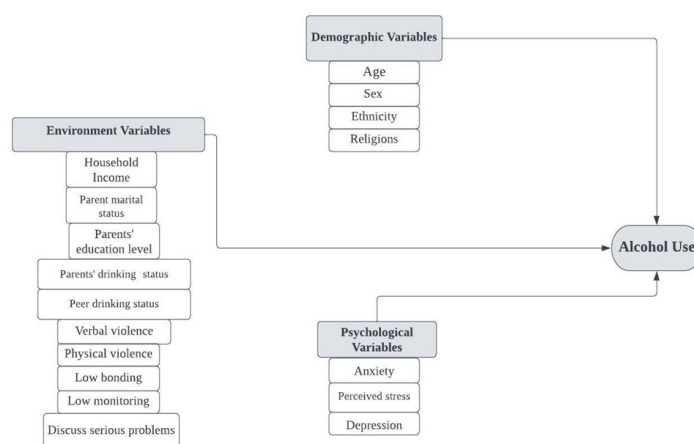 Demographic Variables
Age
Sex
Ethnicity
Religions
Environment Variables
Household
Income
Parent marital
status
Parents'
education level
Parents' drinking status
Peer drinking status
Verbal violence
Physical violence
Low bonding
Low monitoring
Discuss serious problems
Alcohol Use
Psychological
Variables
Anxiety
Perceived stress
Depression